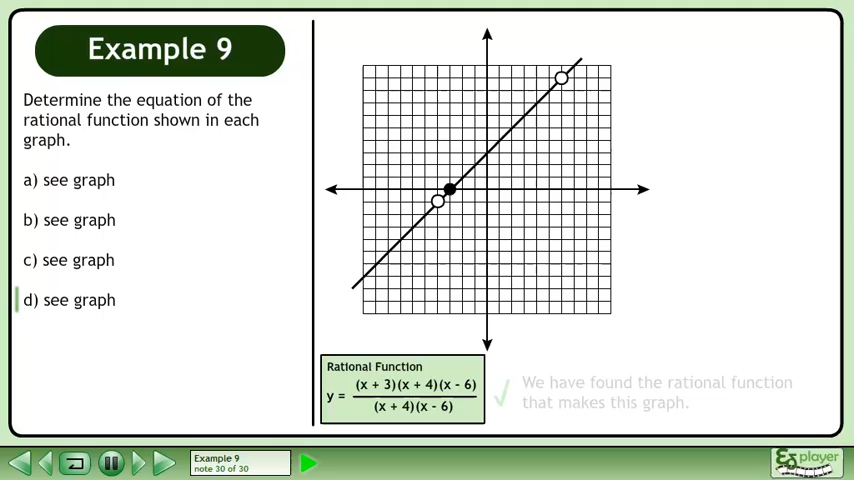 Example 9
Determine the equation of the
rational function shown in each
graph.
a) see graph
b) see graph
c) see graph
d) see graph
Rational Function
y = (x + 3)(x + 4)(x - 6)
(x + 4)(x - 6)
We have found the rational function
that makes this graph.
Example 9
note 30 of 30
player